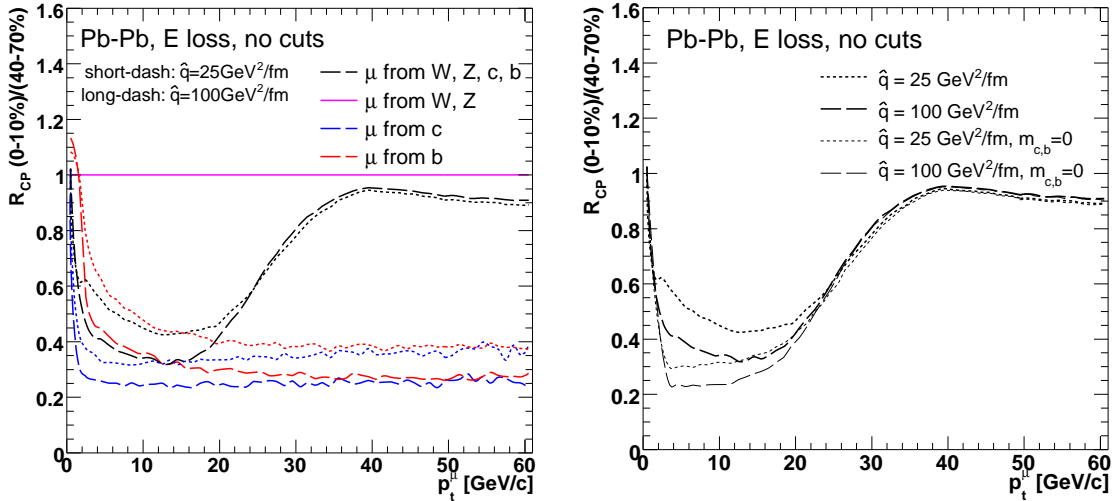 Pb-Pb, E loss, no cuts
short-dash: q̂=25GeV²/fm
long-dash: q̂=100GeV²/fm
μ from W, Z, c, b
μ from W, Z
μ from c
μ from b
R_CP (0-10%)/(40-70%)
1.6
1.4
1.2
1
0.8
0.6
0.4
0.2
0
0 10 20 30 40 50 60
p_t^μ [GeV/c]
Pb-Pb, E loss, no cuts
q̂ = 25 GeV²/fm
q̂ = 100 GeV²/fm
q̂ = 25 GeV²/fm, m_c,b=0
q̂ = 100 GeV²/fm, m_c,b=0
R_CP (0-10%)/(40-70%)
1.6
1.4
1.2
1
0.8
0.6
0.4
0.2
0
0 10 20 30 40 50 60
p_t^μ [GeV/c]